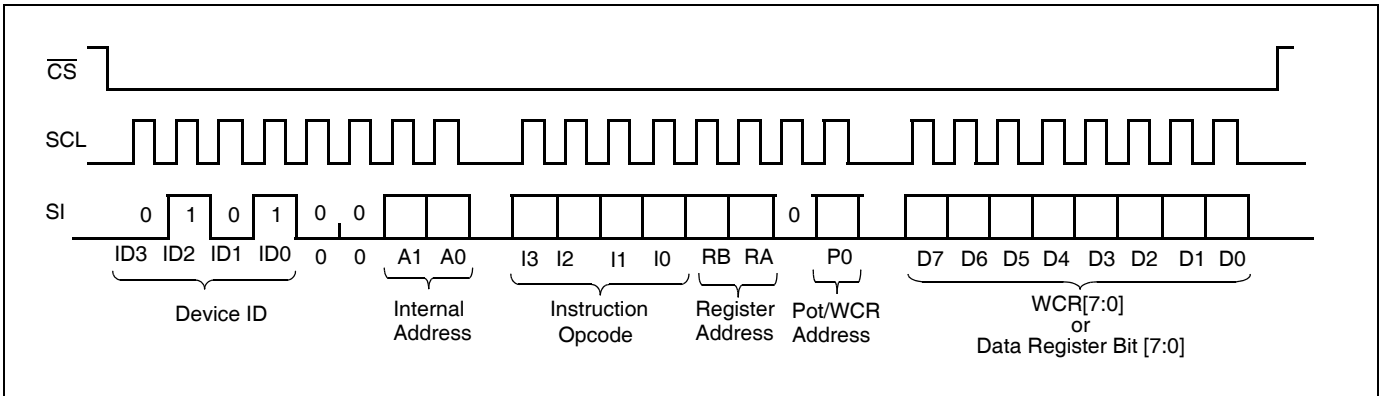 CS
SCL
SI
0 1 0 1 0 0 0
ID3 ID2 ID1 ID0 0 0 A1 A0 I3 I2 I1 I0 RB RA P0 D7 D6 D5 D4 D3 D2 D1 D0
Device ID
Internal
Address
Instruction
Opcode
Register
Address
Pot/WCR
Address
WCR[7:0]
or
Data Register Bit [7:0]